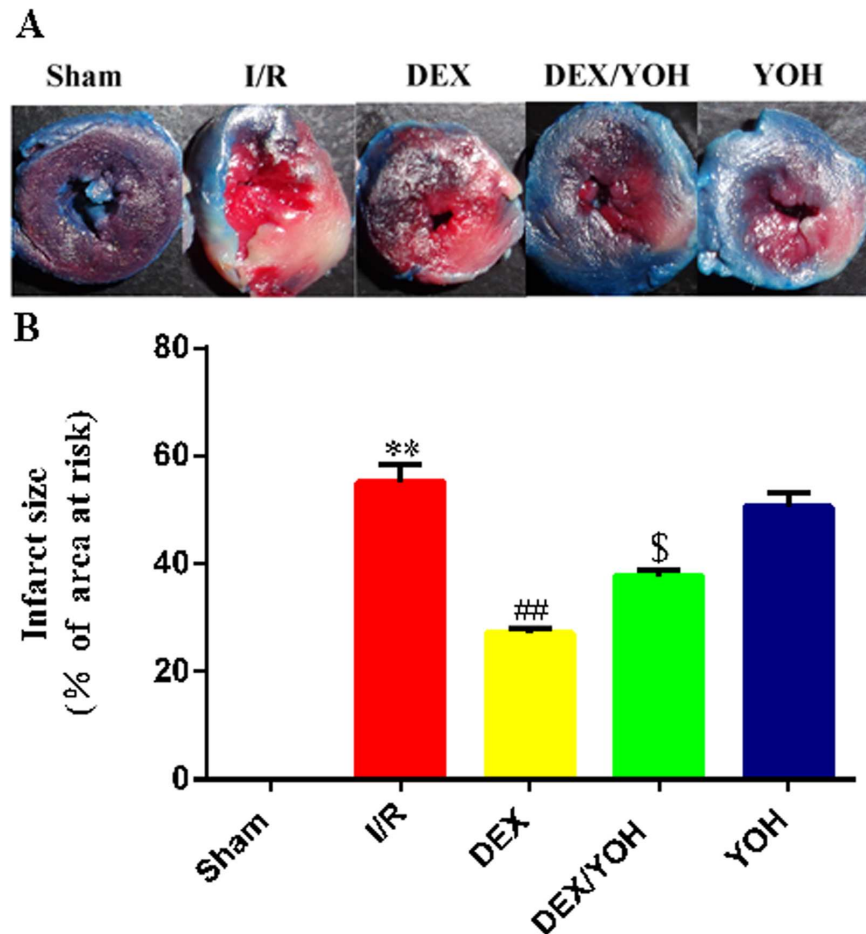 A
Sham I/R DEX DEX/YOH YOH
B
Infarct size
(% of area at risk)
80
60
40
20
0
**
##
$
Sham I/R DEX DEX/YOH YOH